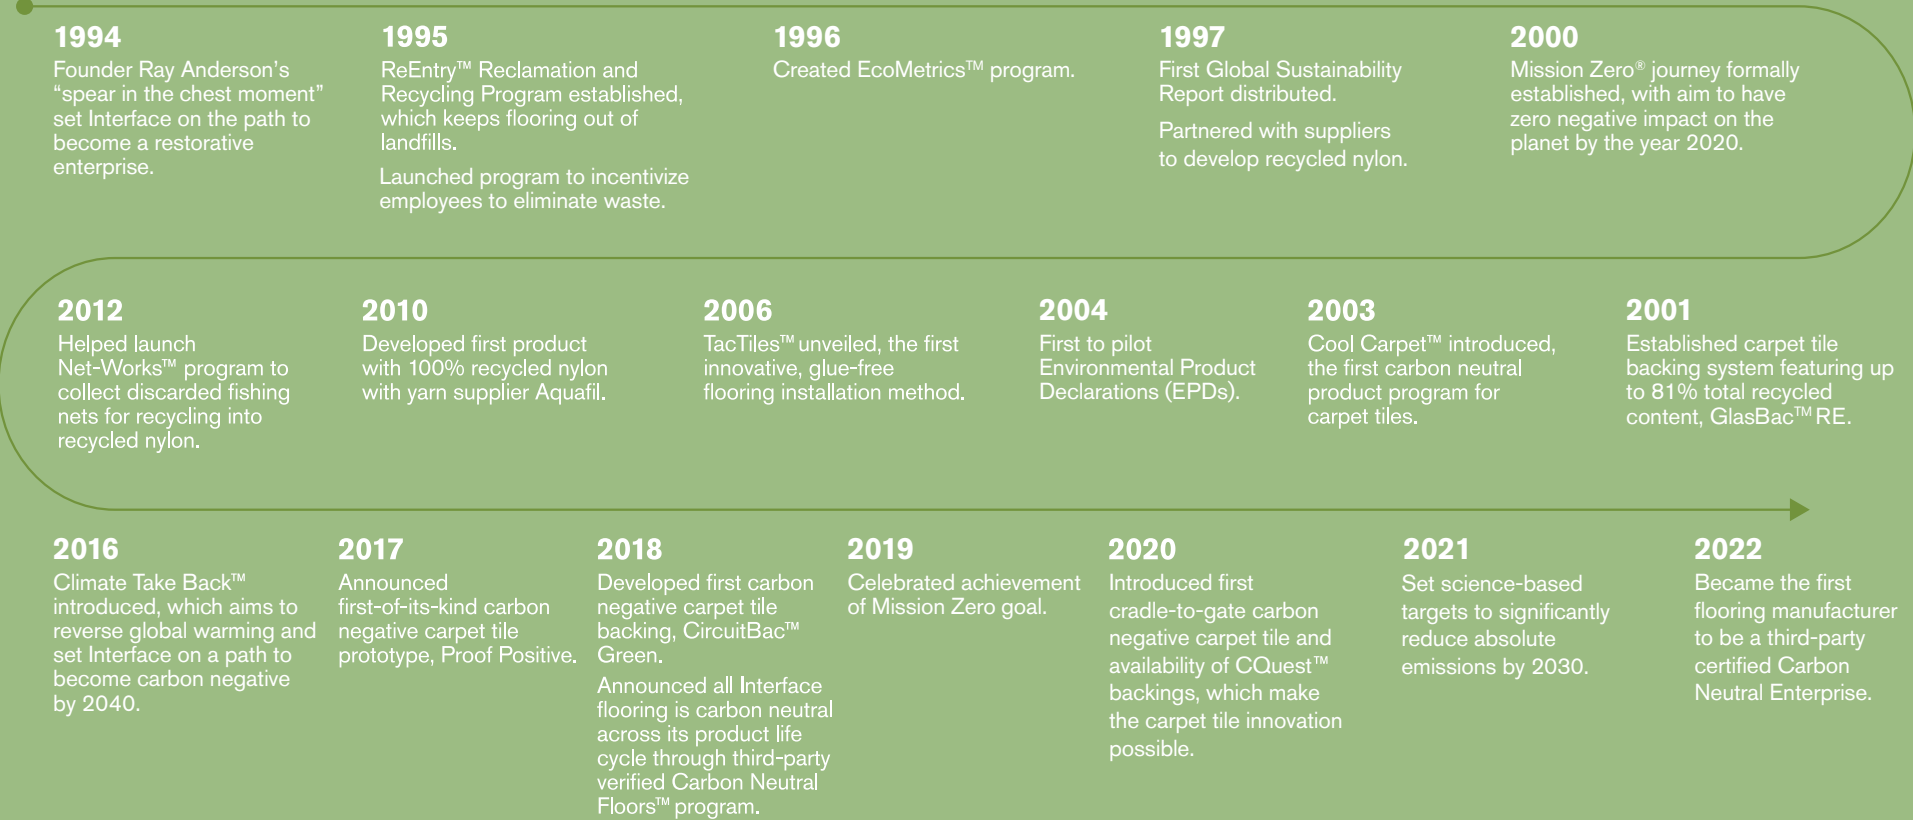 1994
Founder Ray Anderson’s
“spear in the chest moment”
set Interface on the path to
become a restorative
enterprise.
1995
ReEntry™ Reclamation and
Recycling Program established,
which keeps flooring out of
landfills.
Launched program to incentivize
employees to eliminate waste.
1996
Created EcoMetrics™ program.
1997
First Global Sustainability
Report distributed.
Partnered with suppliers
to develop recycled nylon.
2000
Mission Zero® journey formally
established, with aim to have
zero negative impact on the
planet by the year 2020.
2001
Established carpet tile
backing system featuring up
to 81% total recycled
content, GlasBac™ RE.
2003
Cool Carpet™ introduced,
the first carbon neutral
product program for
carpet tiles.
2004
First to pilot
Environmental Product
Declarations (EPDs).
2006
TacTiles™ unveiled, the first
innovative, glue-free
flooring installation method.
2010
Developed first product
with 100% recycled nylon
with yarn supplier Aquafil.
2012
Helped launch
Net-Works™ program to
collect discarded fishing
nets for recycling into
recycled nylon.
2016
Climate Take Back™
introduced, which aims to
reverse global warming and
set Interface on a path to
become carbon negative
by 2040.
2017
Announced
first-of-its-kind carbon
negative carpet tile
prototype, Proof Positive.
2018
Developed first carbon
negative carpet tile
backing, CircuitBac™
Green.
Announced all Interface
flooring is carbon neutral
across its product life
cycle through third-party
verified Carbon Neutral
Floors™ program.
2019
Celebrated achievement
of Mission Zero goal.
2020
Introduced first
cradle-to-gate carbon
negative carpet tile and
availability of CQuest™
backings, which make
the carpet tile innovation
possible.
2021
Set science-based
targets to significantly
reduce absolute
emissions by 2030.
2022
Became the first
flooring manufacturer
to be a third-party
certified Carbon
Neutral Enterprise.